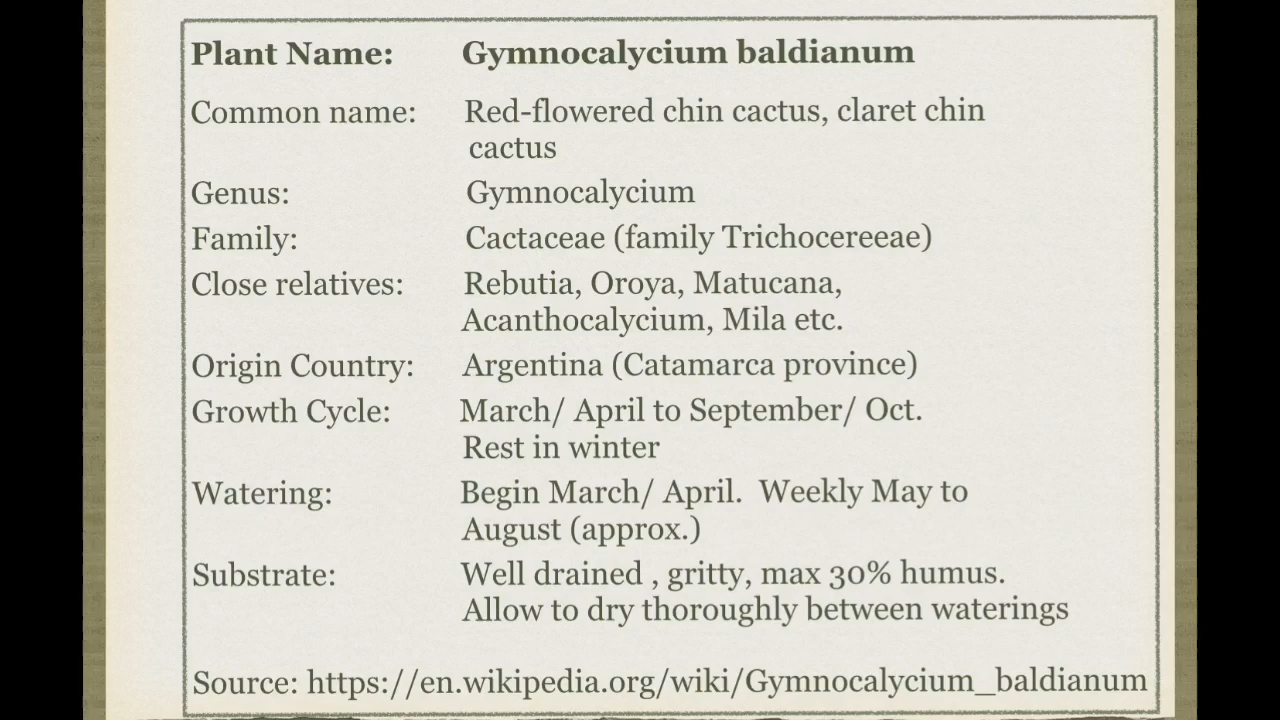 Plant Name: Gymnocalycium baldianum
Common name: Red-flowered chin cactus, claret chin
cactus
Genus: Gymnocalycium
Family: Cactaceae (family Trichocereeae)
Close relatives: Rebutia, Oroya, Matucana,
Acanthocalycium, Mila etc.
Origin Country: Argentina (Catamarca province)
Growth Cycle: March/ April to September/ Oct.
Rest in winter
Watering: Begin March/ April. Weekly May to
August (approx.)
Substrate: Well drained , gritty, max 30% humus.
Allow to dry thoroughly between waterings
Source: https://en.wikipedia.org/wiki/Gymnocalycium_baldianum